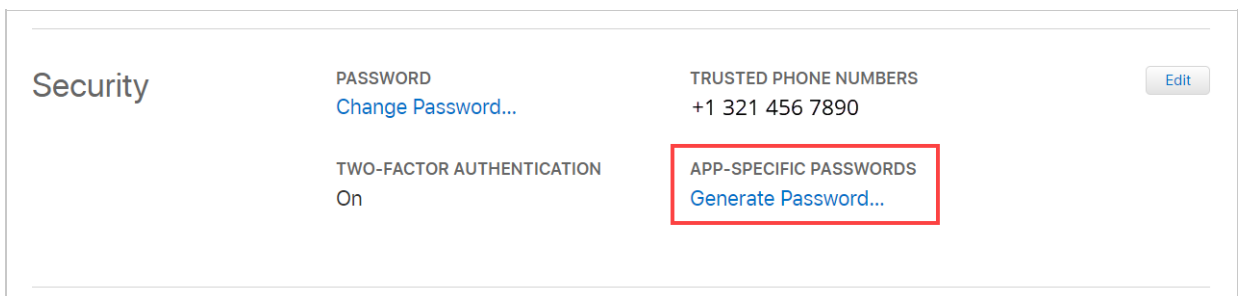 Security
PASSWORD
Change Password...
TRUSTED PHONE NUMBERS
+1 321 456 7890
Edit
TWO-FACTOR AUTHENTICATION
On
APP-SPECIFIC PASSWORDS
Generate Password...